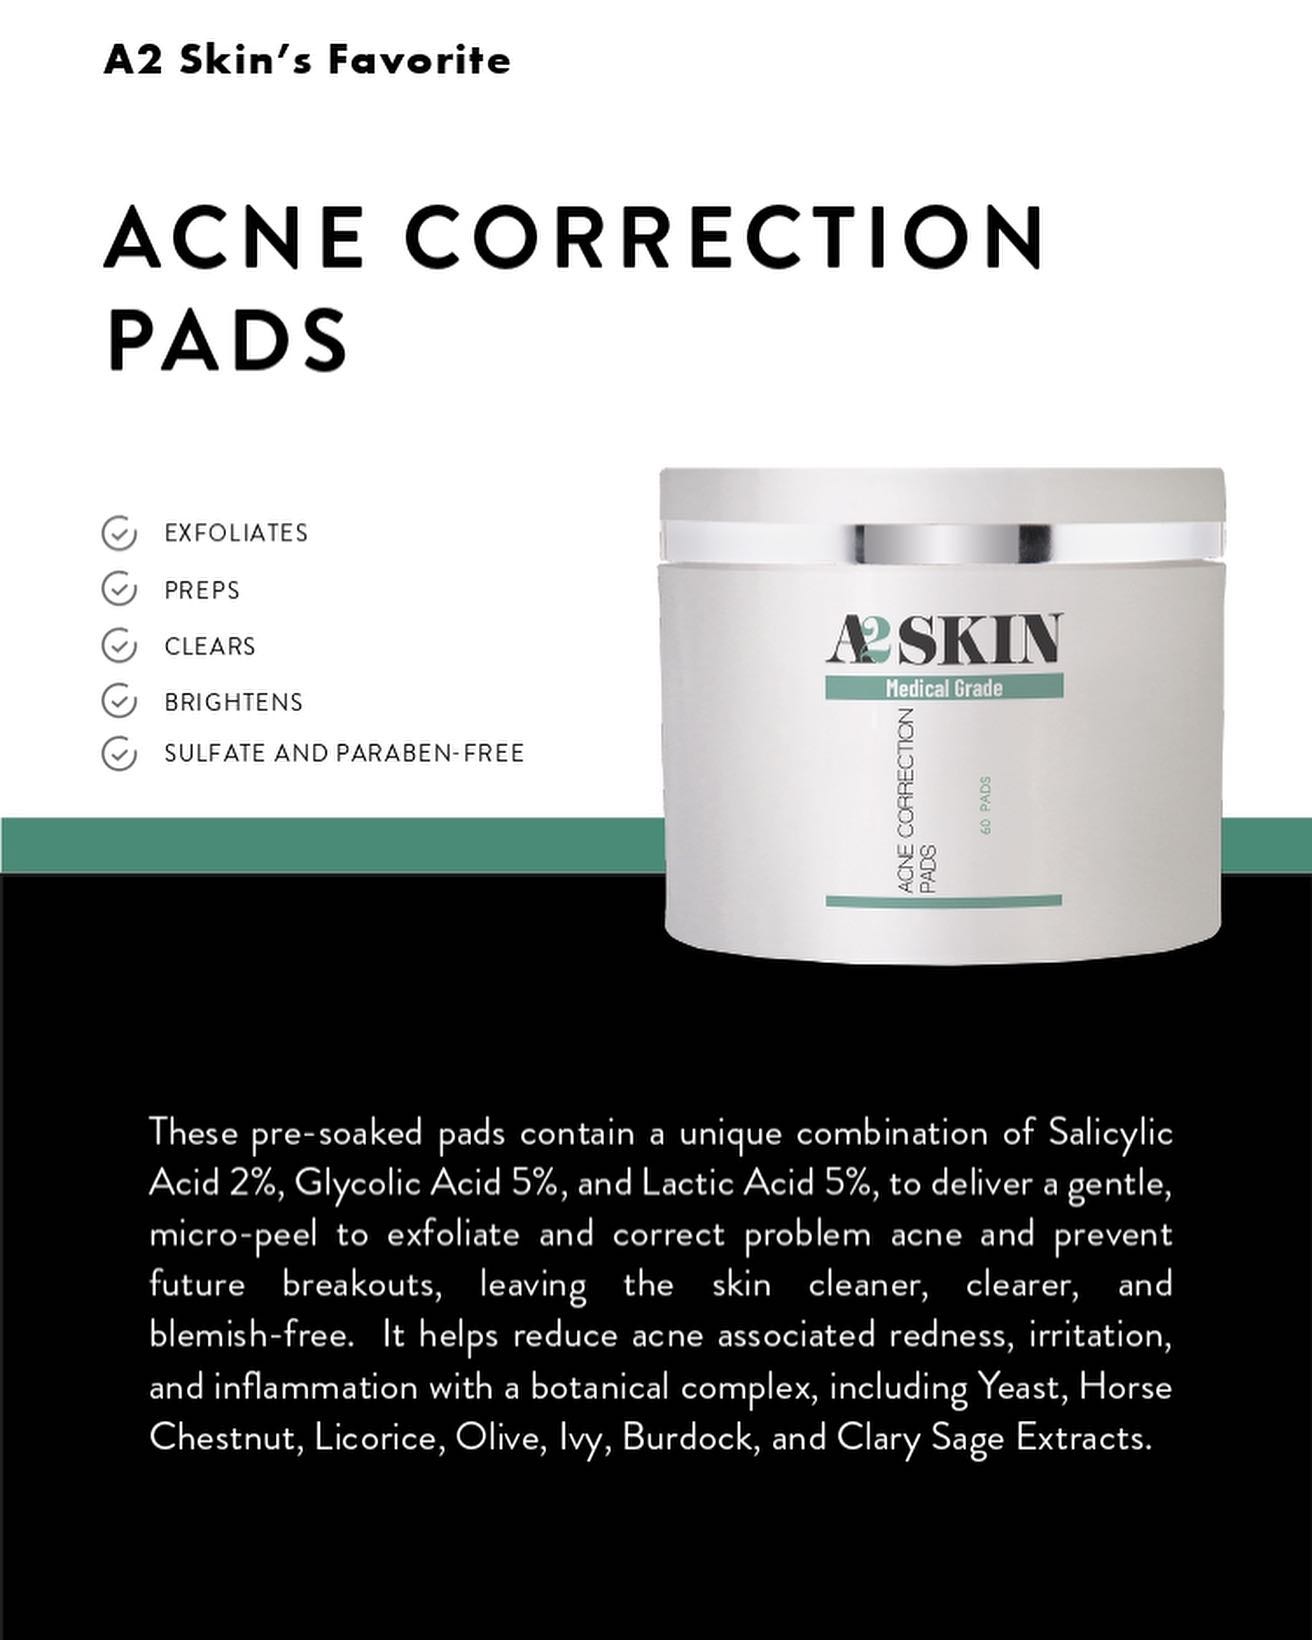 A2 Skin's Favorite
ACNE CORRECTION
PADS
EXFOLIATES
PREPS
CLEARS
BRIGHTENS
SULFATE AND PARABEN-FREE
A2 SKIN
Medical Grade
ACNE CORRECTION
PADS
60 PADS
These pre-soaked pads contain a unique combination of Salicylic
Acid 2%, Glycolic Acid 5%, and Lactic Acid 5%, to deliver a gentle,
micro-peel to exfoliate and correct problem acne and prevent
future breakouts, leaving the skin cleaner, clearer, and
blemish-free. It helps reduce acne associated redness, irritation,
and inflammation with a botanical complex, including Yeast, Horse
Chestnut, Licorice, Olive, Ivy, Burdock, and Clary Sage Extracts.